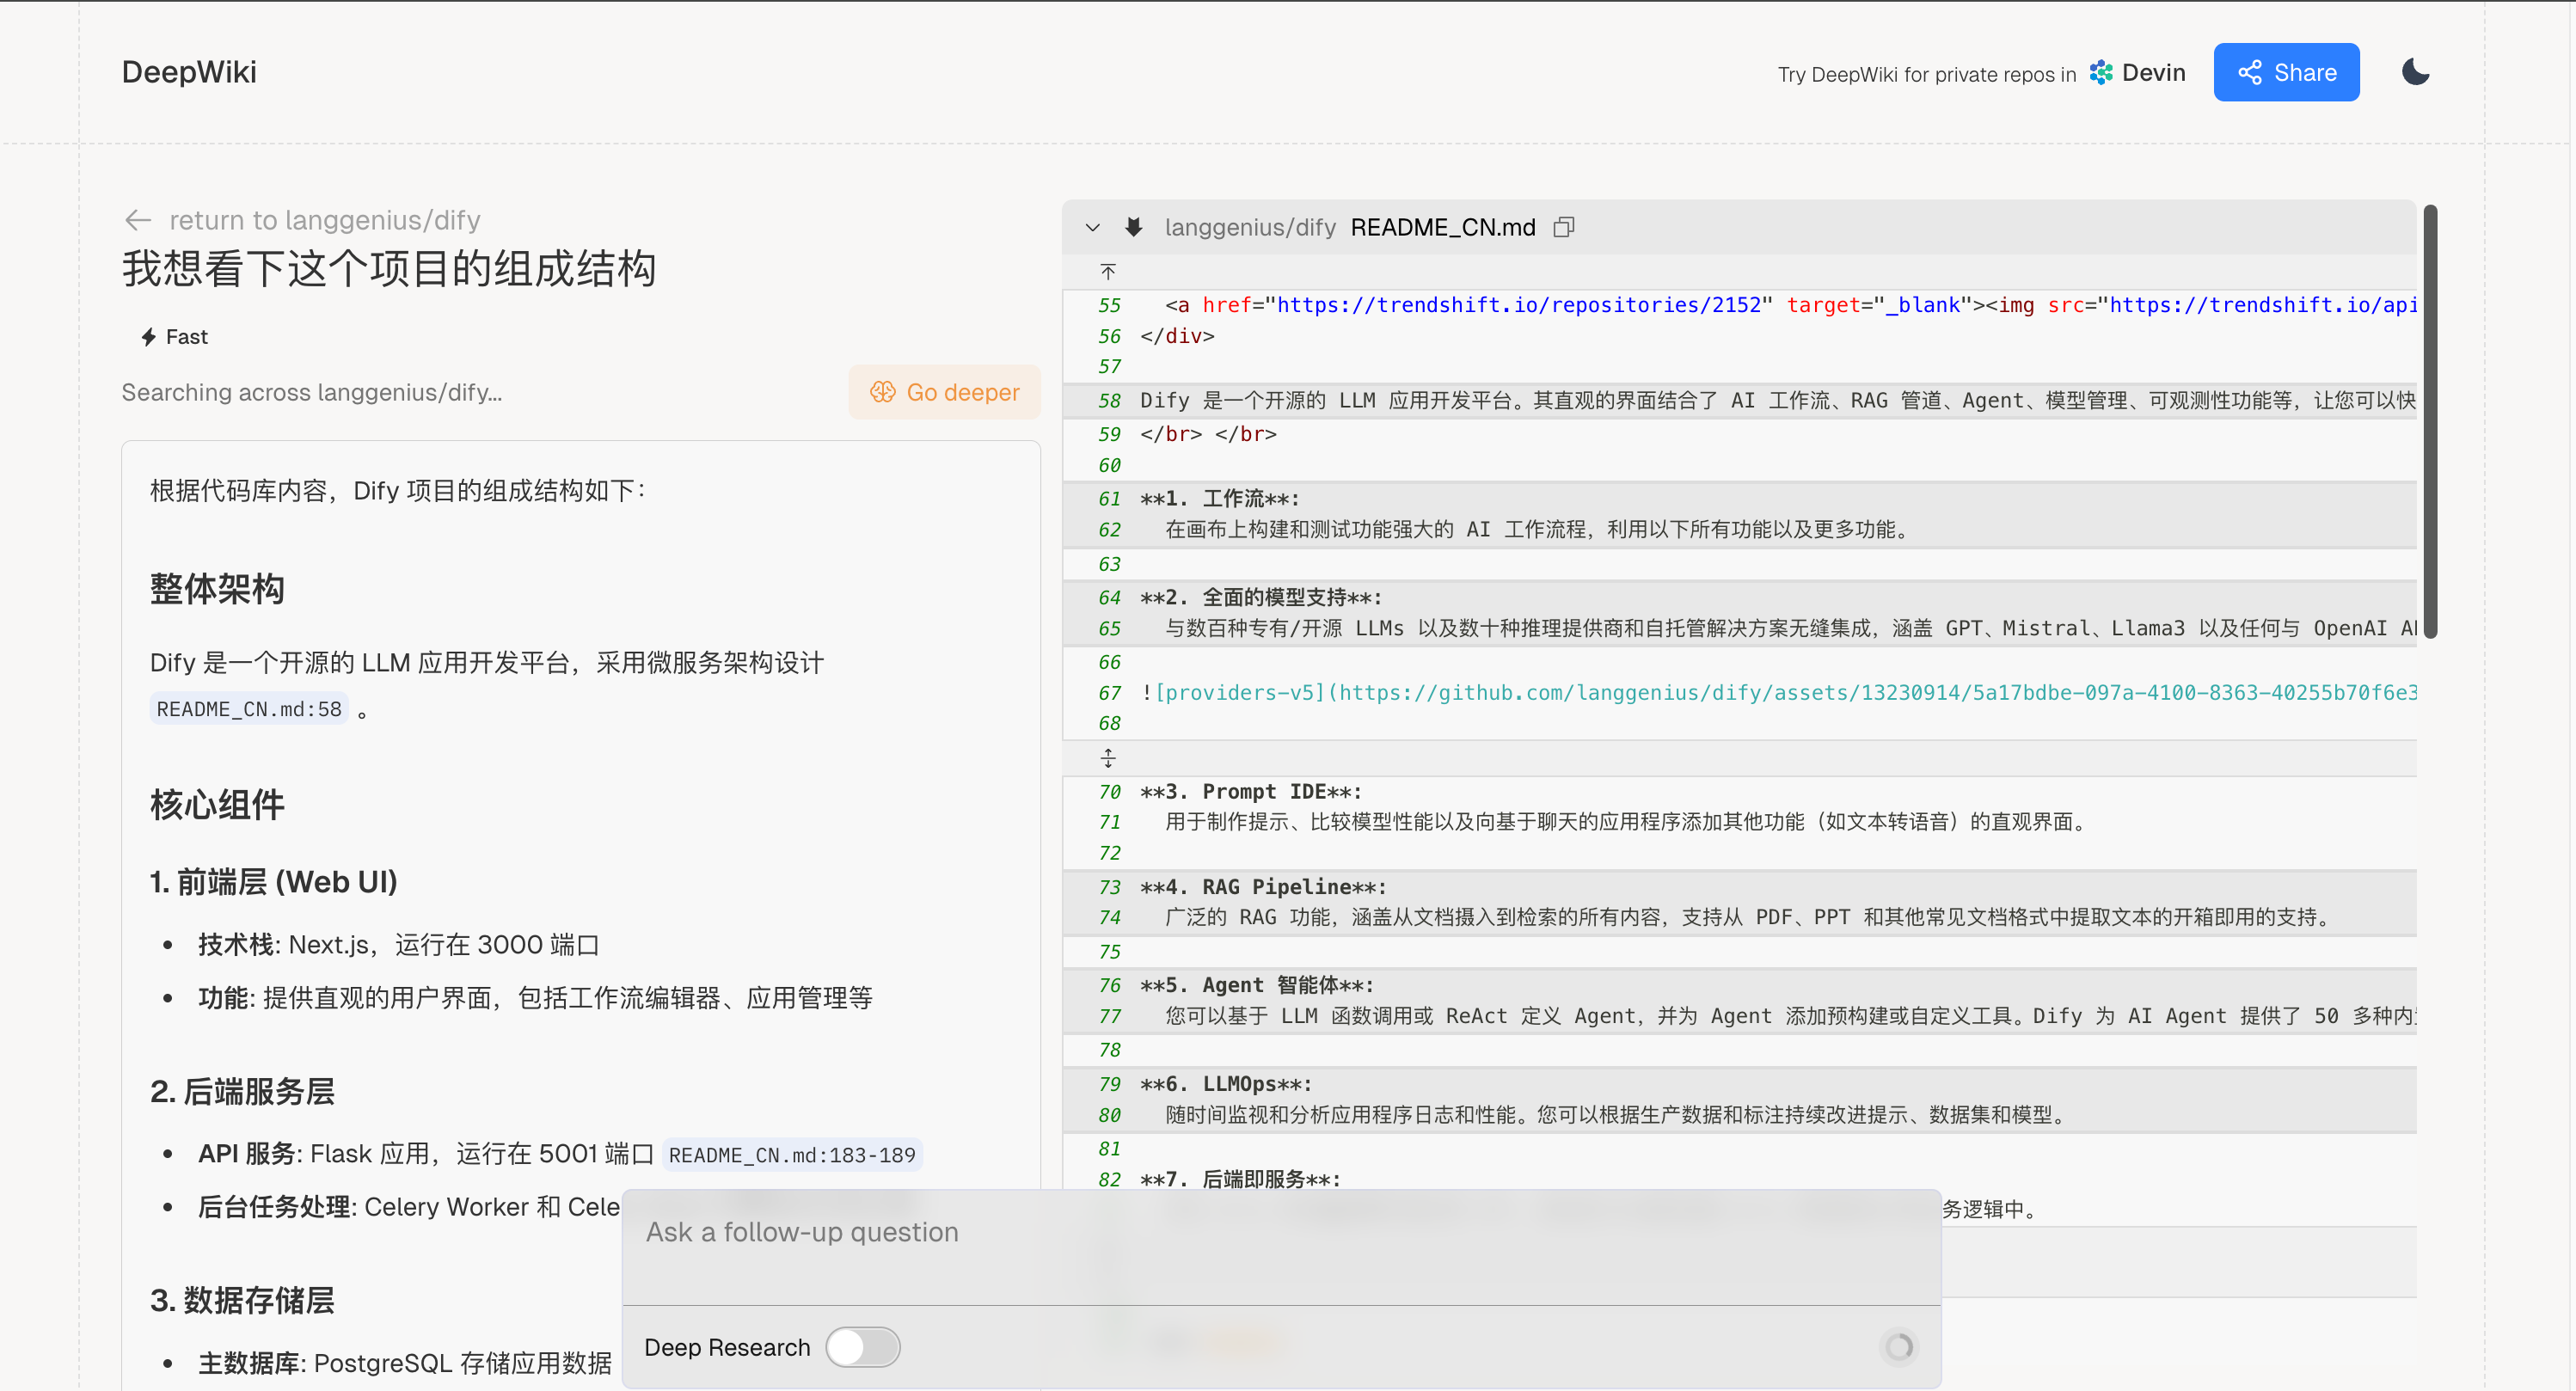 DeepWiki
Try DeepWiki for private repos in Devin
Share
return to langgenius/dify
我想看下这个项目的组成结构
Fast
Searching across langgenius/dify...
Go deeper
根据代码库内容，Dify 项目的组成结构如下：
整体架构
Dify 是一个开源的 LLM 应用开发平台，采用微服务架构设计
README_CN.md:58 。
核心组件
1. 前端层 (Web UI)
• 技术栈: Next.js，运行在 3000 端口
• 功能: 提供直观的用户界面，包括工作流编辑器、应用管理等
2. 后端服务层
• API 服务: Flask 应用，运行在 5001 端口 README_CN.md:183-189
• 后台任务处理: Celery Worker 和 Cele
3. 数据存储层
• 主数据库: PostgreSQL 存储应用数据
langgenius/dify README_CN.md
55 <a href="https://trendshift.io/repositories/2152" target="_blank"><img src="https://trendshift.io/api
56 </div>
57
58 Dify 是一个开源的 LLM 应用开发平台。其直观的界面结合了 AI 工作流、RAG 管道、Agent、模型管理、可观测性功能等，让您可以快
59 </br> </br>
60
61 **1. 工作流**:
62 在画布上构建和测试功能强大的 AI 工作流程，利用以下所有功能以及更多功能。
63
64 **2. 全面的模型支持**:
65 与数百种专有/开源 LLMs 以及数十种推理提供商和自托管解决方案无缝集成，涵盖 GPT、Mistral、Llama3 以及任何与 OpenAI A
66
67 ![providers-v5](https://github.com/langgenius/dify/assets/13230914/5a17bdbe-097a-4100-8363-40255b70f6e3
68
70 **3. Prompt IDE**:
71 用于制作提示、比较模型性能以及向基于聊天的应用程序添加其他功能（如文本转语音）的直观界面。
72
73 **4. RAG Pipeline**:
74 广泛的 RAG 功能，涵盖从文档摄入到检索的所有内容，支持从 PDF、PPT 和其他常见文档格式中提取文本的开箱即用的支持。
75
76 **5. Agent 智能体**:
77 您可以基于 LLM 函数调用或 ReAct 定义 Agent，并为 Agent 添加预构建或自定义工具。Dify 为 AI Agent 提供了 50 多种内
78
79 **6. LLMOps**:
80 随时间监视和分析应用程序日志和性能。您可以根据生产数据和标注持续改进提示、数据集和模型。
81
82 **7. 后端即服务**:
务逻辑中。
Ask a follow-up question
Deep Research